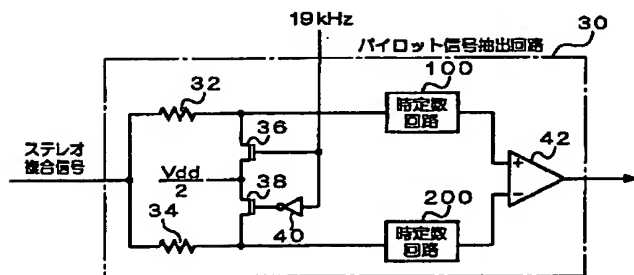 19kHz
パイロット信号抽出回路
30
32
100
時定数
回路
36
42
ステレオ
複合信号
Vdd
2
+
38
−
34
40
200
時定数
回路